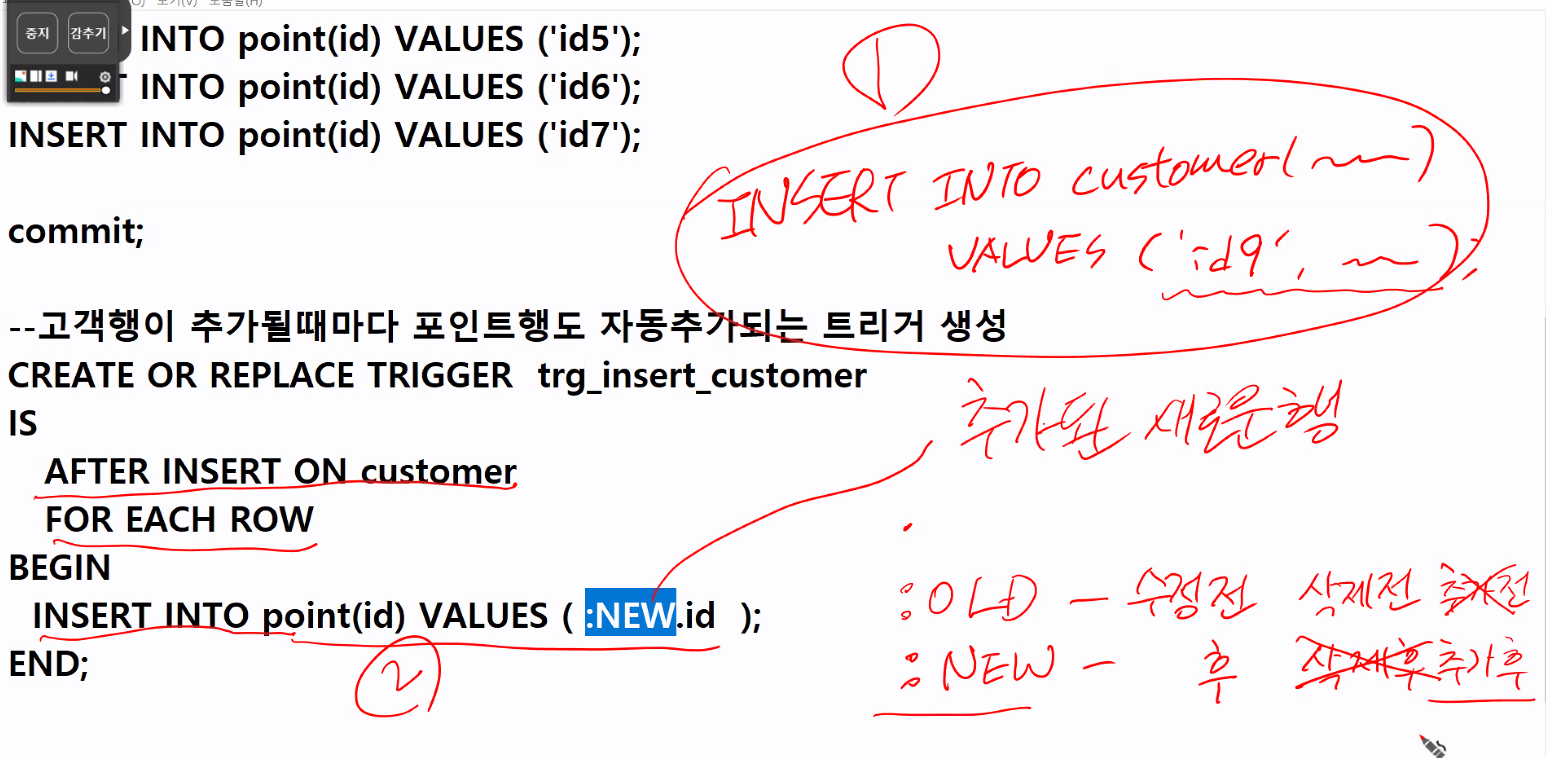 중지 감추기
INTO point(id) VALUES ('id5');
T INTO point(id) VALUES ('id6');
INSERT INTO point(id) VALUES ('id7');
①
INSERT INTO customer( )
VALUES ('id9', );
commit;
--고객행이 추가될때마다 포인트행도 자동추가되는 트리거 생성
CREATE OR REPLACE TRIGGER trg_insert_customer
IS
추가된 새로운행
AFTER INSERT ON customer
FOR EACH ROW
BEGIN
INSERT INTO point(id) VALUES ( :NEW.id );
:OLD - 수정전 삭제전 추가전
END;
:NEW - 후 삭제후 추가후
②